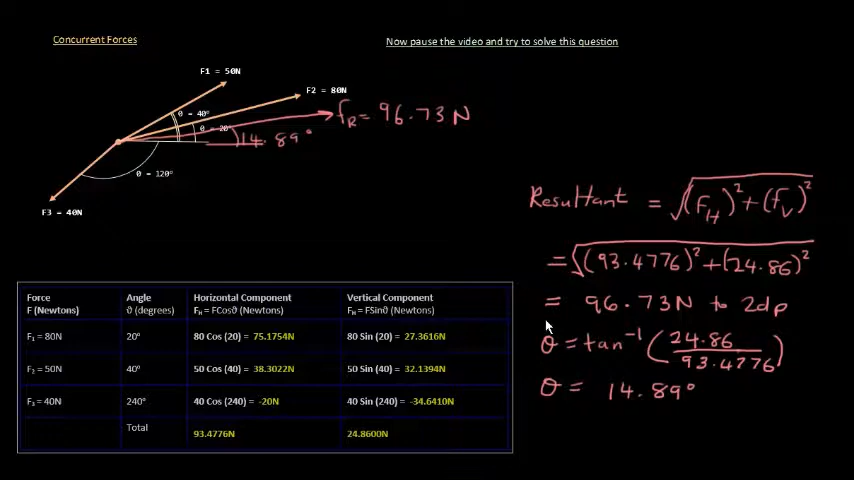 Concurrent Forces
Now pause the video and try to solve this question
F1 = 50N
F2 = 80N
θ = 40°
θ = 20°
fR = 96.73 N
14.89°
θ = 120°
F3 = 40N
Resultant = √(FH)² + (fV)²
= √(93.4776)² + (24.86)²
= 96.73N to 2dp
θ = tan⁻¹ (24.86 / 93.4776)
θ = 14.89°
Force F (Newtons) Angle ϑ (degrees) Horizontal Component F_H = FCosϑ (Newtons) Vertical Component F_H = FSinϑ (Newtons)
F₁ = 80N 20° 80 Cos (20) = 75.1754N 80 Sin (20) = 27.3616N
F₂ = 50N 40° 50 Cos (40) = 38.3022N 50 Sin (40) = 32.1394N
F₃ = 40N 240° 40 Cos (240) = -20N 40 Sin (240) = -34.6410N
Total 93.4776N 24.8600N